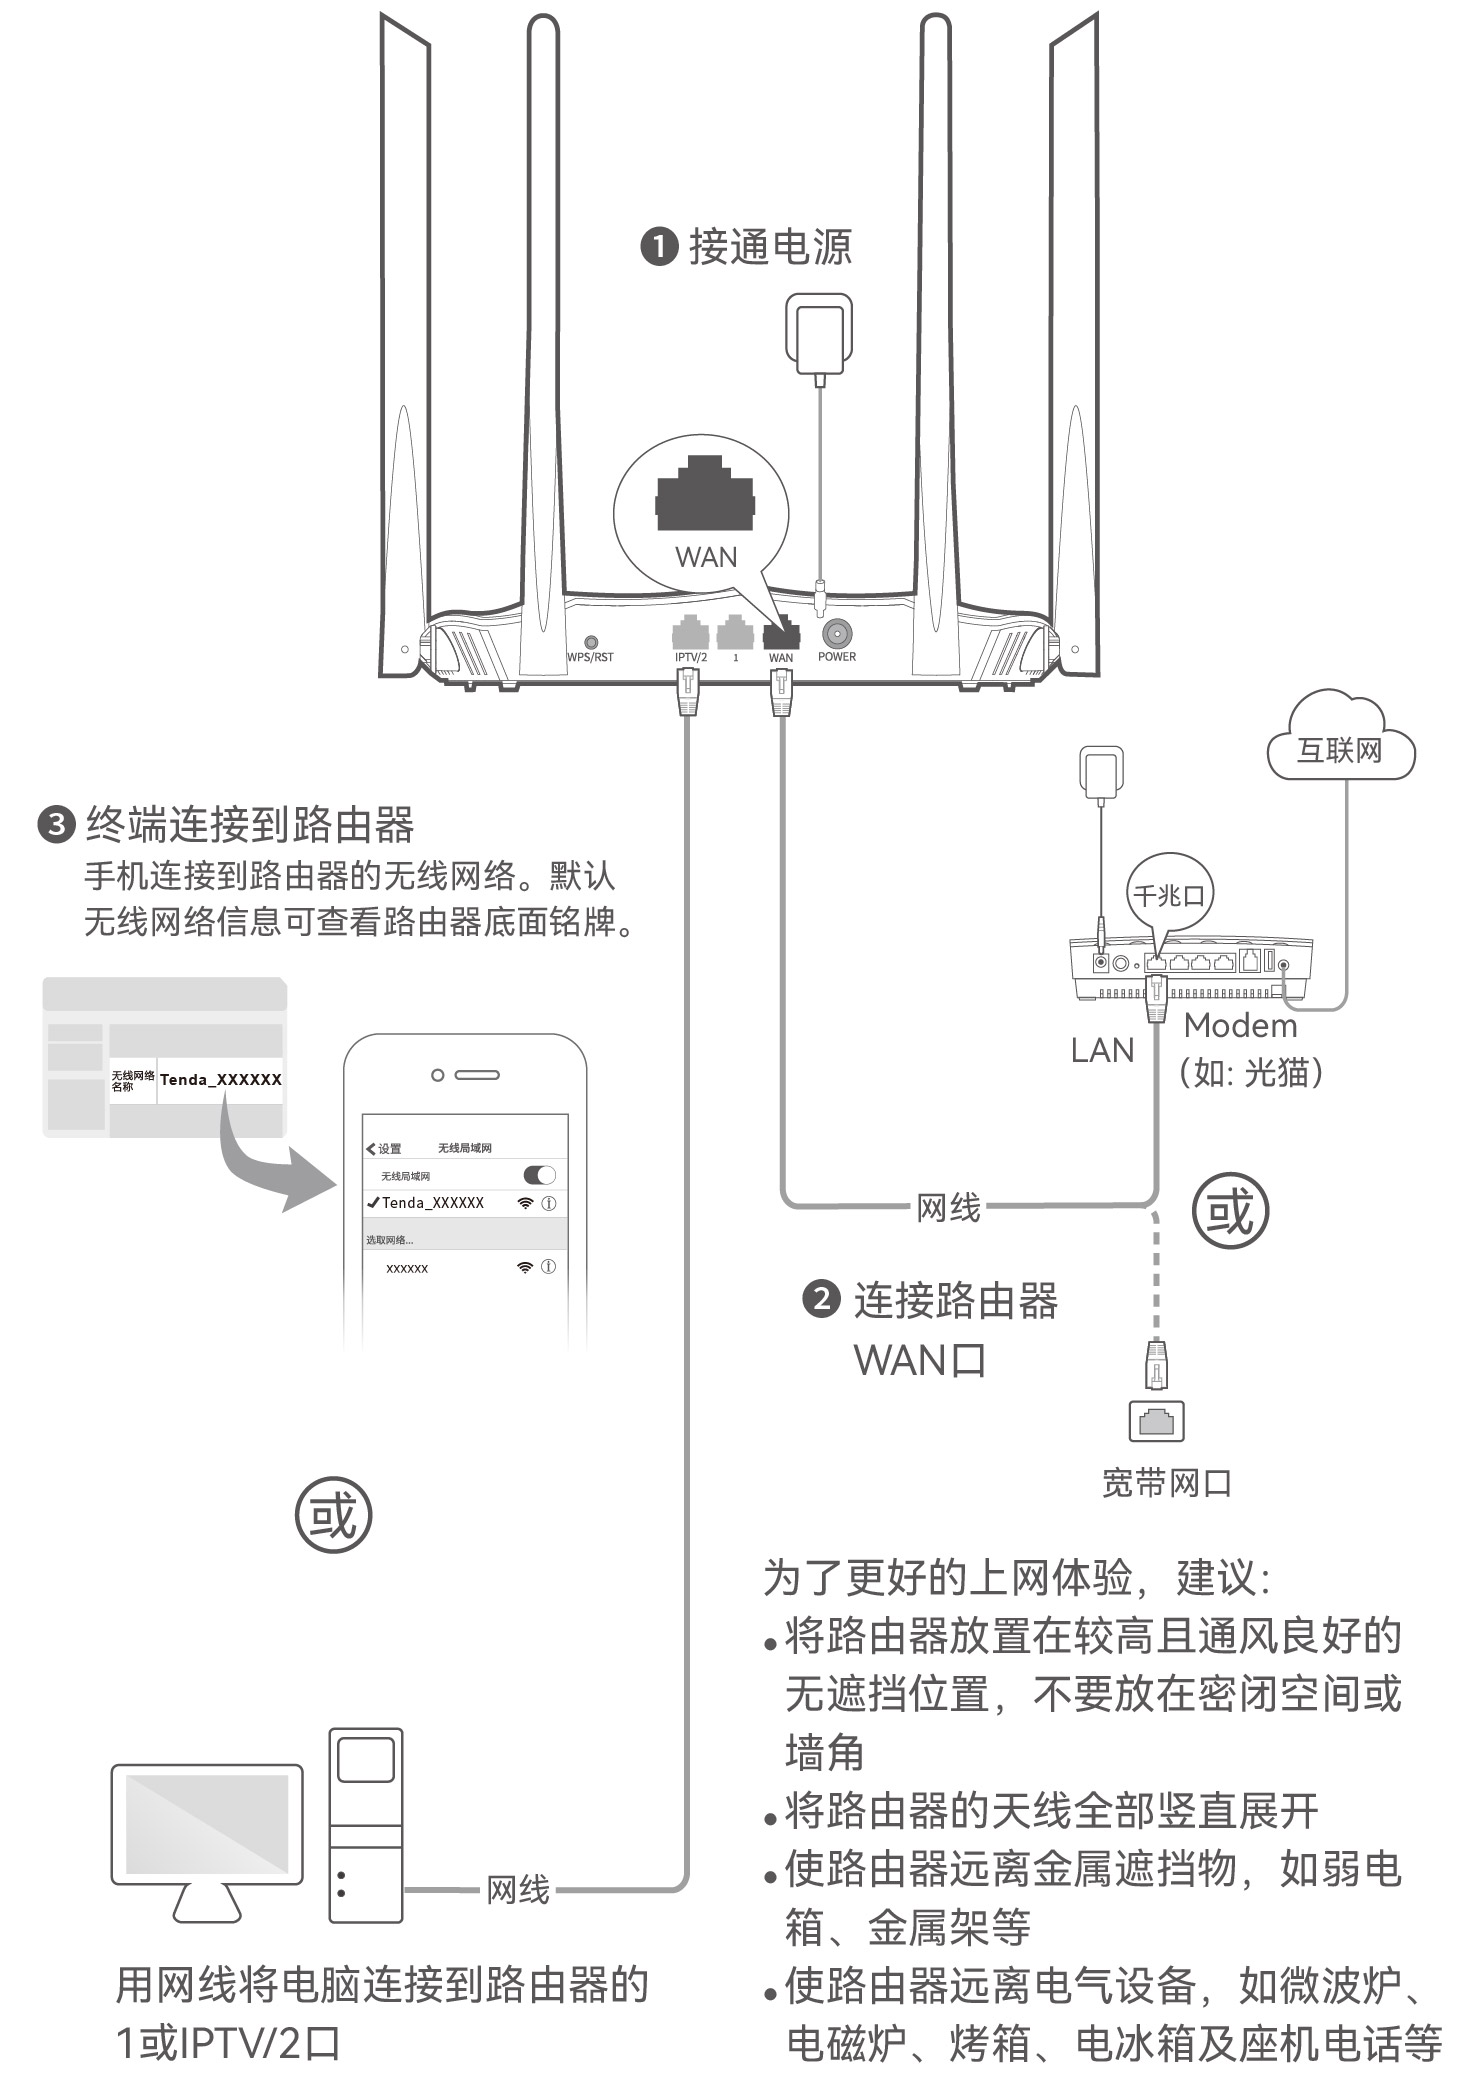 1 接通电源
WAN
WPS/RST
IPTV/2
1
WAN
POWER
互联网
千兆口
LAN
Modem
（如: 光猫）
网线
或
2 连接路由器
WAN口
宽带网口
3 终端连接到路由器
手机连接到路由器的无线网络。默认
无线网络信息可查看路由器底面铭牌。
无线网络
名称
Tenda_XXXXXX
设置
无线局域网
无线局域网
Tenda_XXXXXX
选取网络...
xxxxxx
或
网线
用网线将电脑连接到路由器的
1或IPTV/2口
为了更好的上网体验，建议：
•将路由器放置在较高且通风良好的
无遮挡位置，不要放在密闭空间或
墙角
•将路由器的天线全部竖直展开
•使路由器远离金属遮挡物，如弱电
箱、金属架等
•使路由器远离电气设备，如微波炉、
电磁炉、烤箱、电冰箱及座机电话等